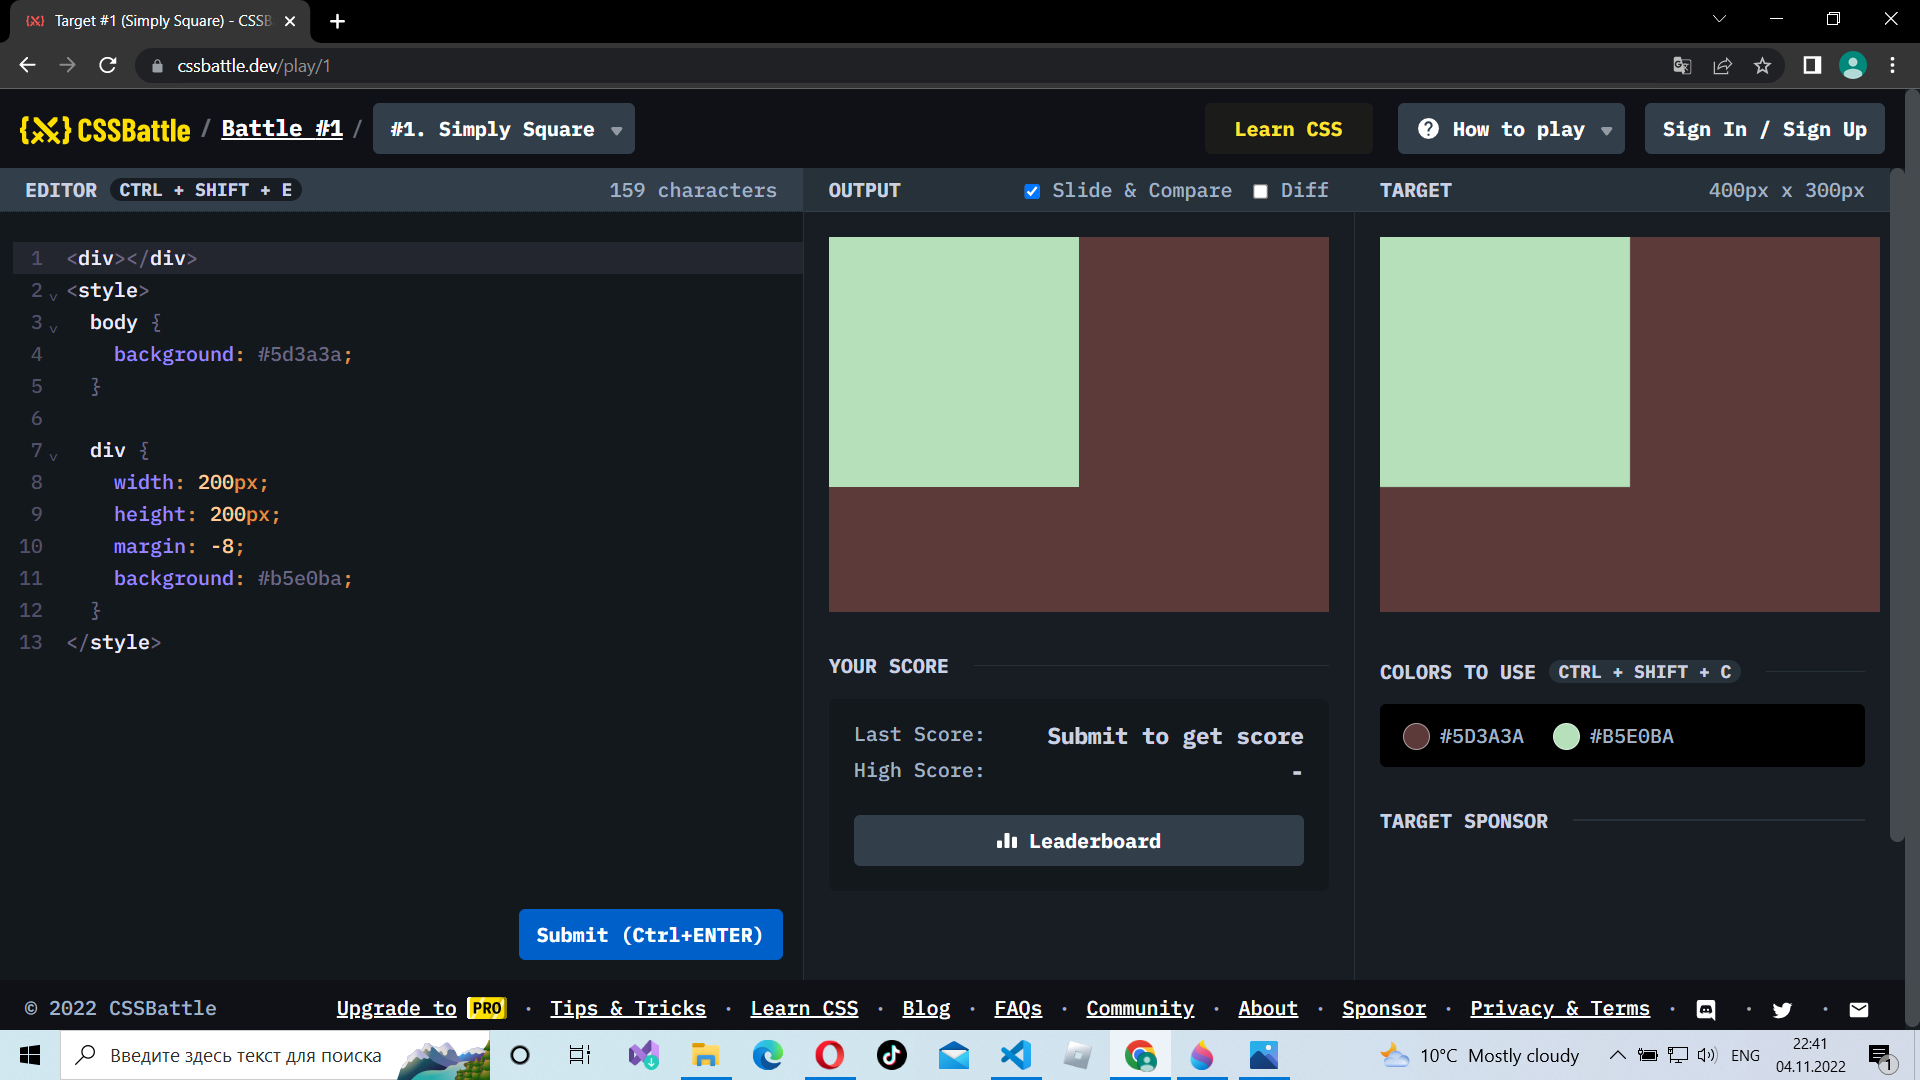 Target #1 (Simply Square) - CSSB
cssbattle.dev/play/1
CSSBattle / Battle #1 / #1. Simply Square
Learn CSS
How to play
Sign In / Sign Up
EDITOR CTRL + SHIFT + E 159 characters
OUTPUT Slide & Compare Diff
TARGET 400px x 300px
1 <div></div>
2 <style>
3 body {
4 background: #5d3a3a;
5 }
6
7 div {
8 width: 200px;
9 height: 200px;
10 margin: -8;
11 background: #b5e0ba;
12 }
13 </style>
Submit (Ctrl+ENTER)
YOUR SCORE
Last Score: Submit to get score
High Score: -
Leaderboard
COLORS TO USE CTRL + SHIFT + C
#5D3A3A #B5E0BA
TARGET SPONSOR
© 2022 CSSBattle
Upgrade to PRO · Tips & Tricks · Learn CSS · Blog · FAQs · Community · About · Sponsor · Privacy & Terms
Введите здесь текст для поиска
10°C Mostly cloudy
ENG
22:41
04.11.2022
1